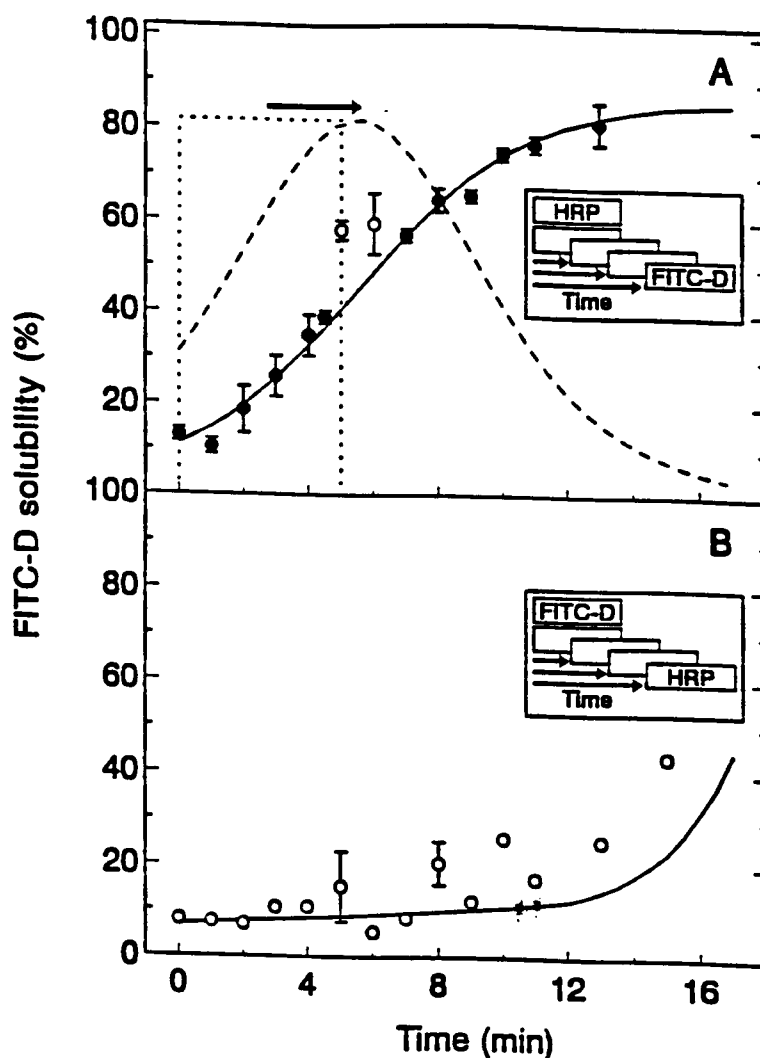 100
A
80
HRP
60
FITC-D
Time
40
20
FITC-D solubility (%)
100
B
80
FITC-D
60
HRP
Time
40
20
0
0 4 8 12 16
Time (min)